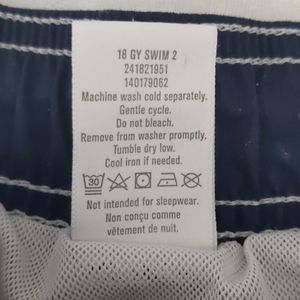 18 GY SWIM 2
241821951
140179062
Machine wash cold separately.
Gentle cycle.
Do not bleach.
Remove from washer promptly.
Tumble dry low.
Cool iron if needed.
30
Not intended for sleepwear.
Non conçu comme
vêtement de nuit.